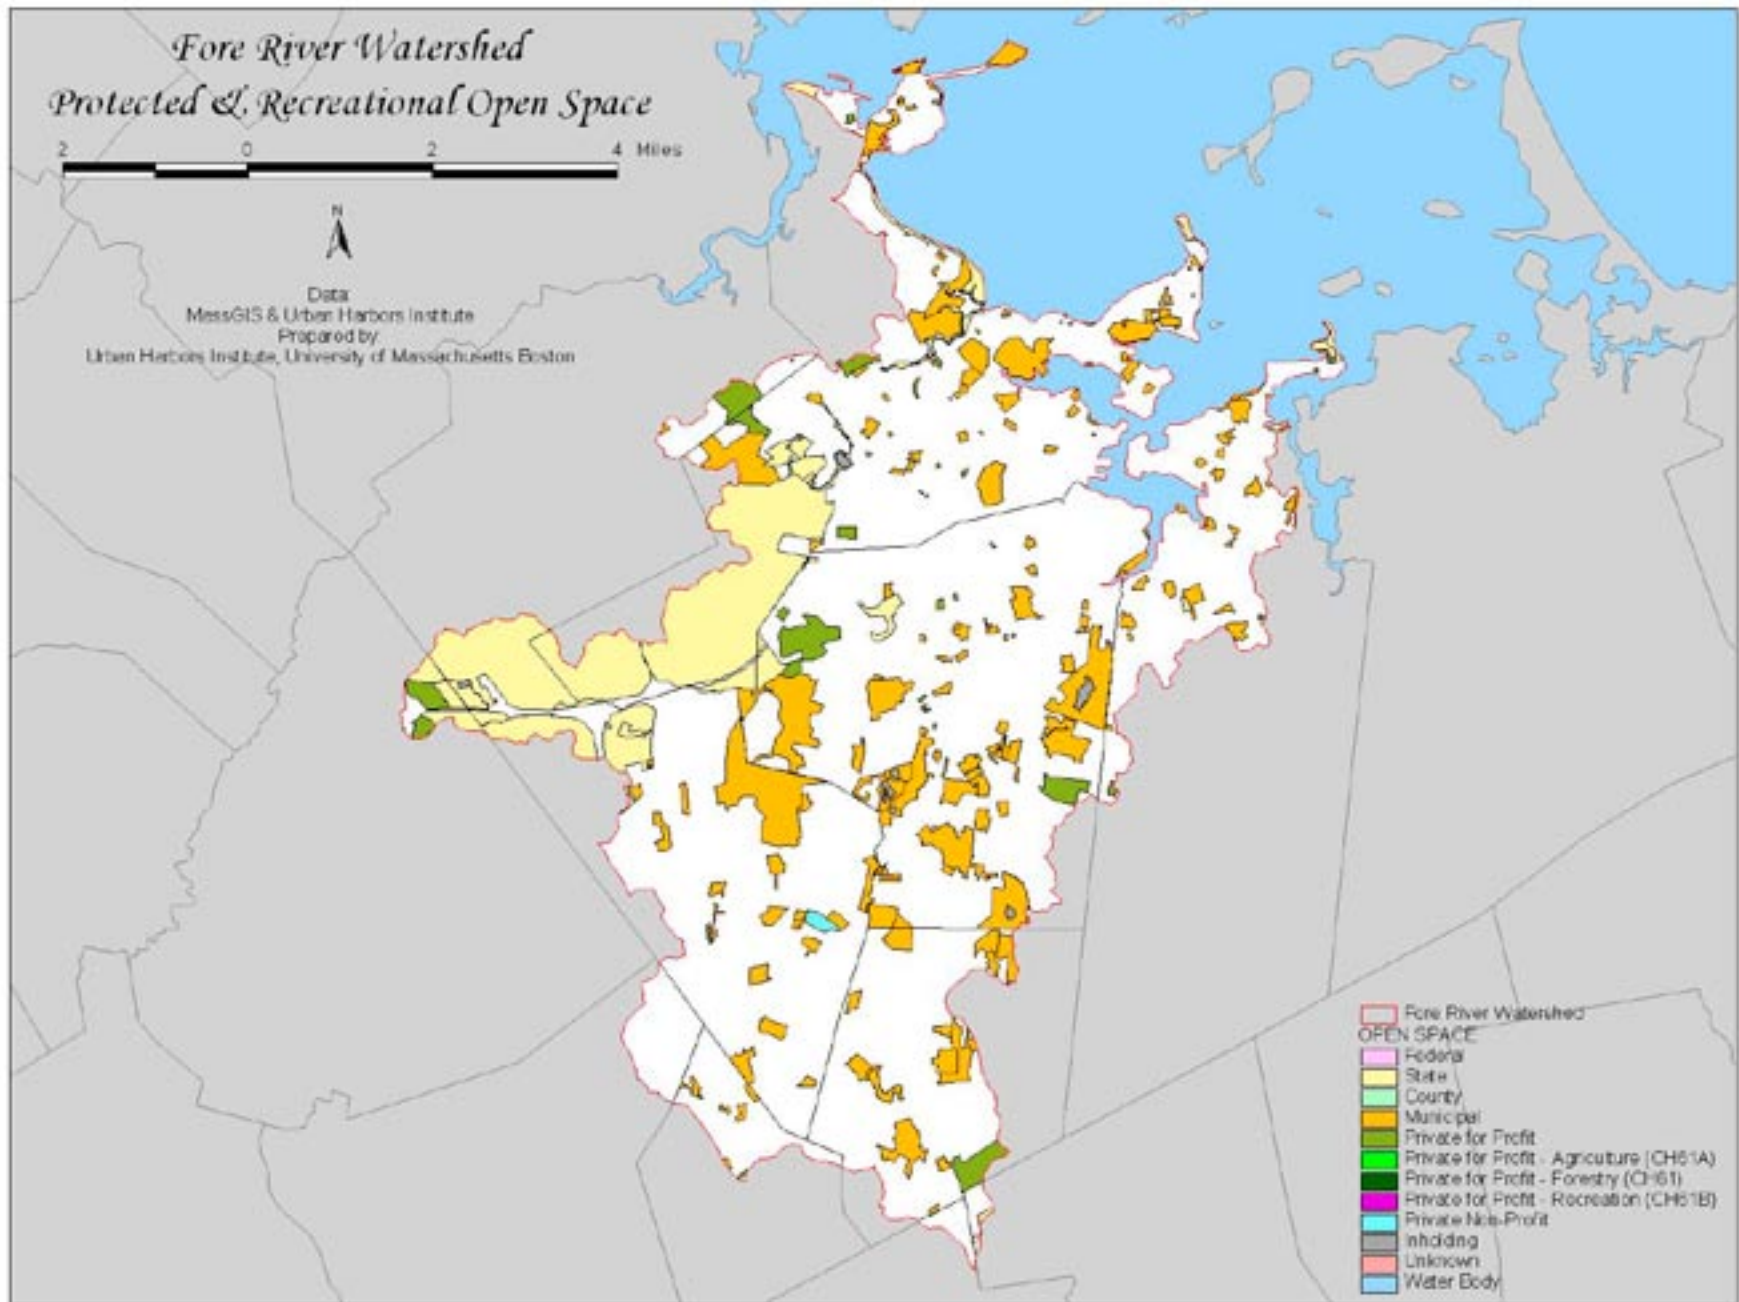 Fore River Watershed
Protected & Recreational Open Space
2 0 2 4 Miles
N
Data:
MassGIS & Urban Harbors Institute
Prepared by
Urban Harbors Institute, University of Massachusetts Boston
Fore River Watershed
OPEN SPACE
Federal
State
County
Municipal
Private for Profit
Private for Profit - Agriculture (CH61A)
Private for Profit - Forestry (CH61)
Private for Profit - Recreation (CH61B)
Private Non-Profit
Inholding
Unknown
Water Body